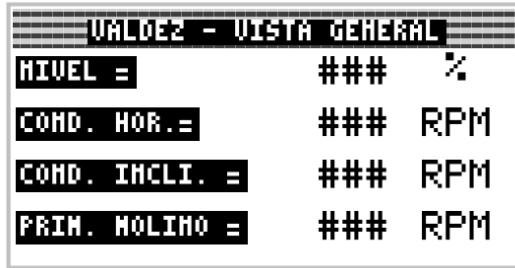 VALDEZ - VISTA GENERAL
NIVEL = ### %
COND. HOR.= ### RPM
COND. INCLI. = ### RPM
PRIM. MOLINO = ### RPM